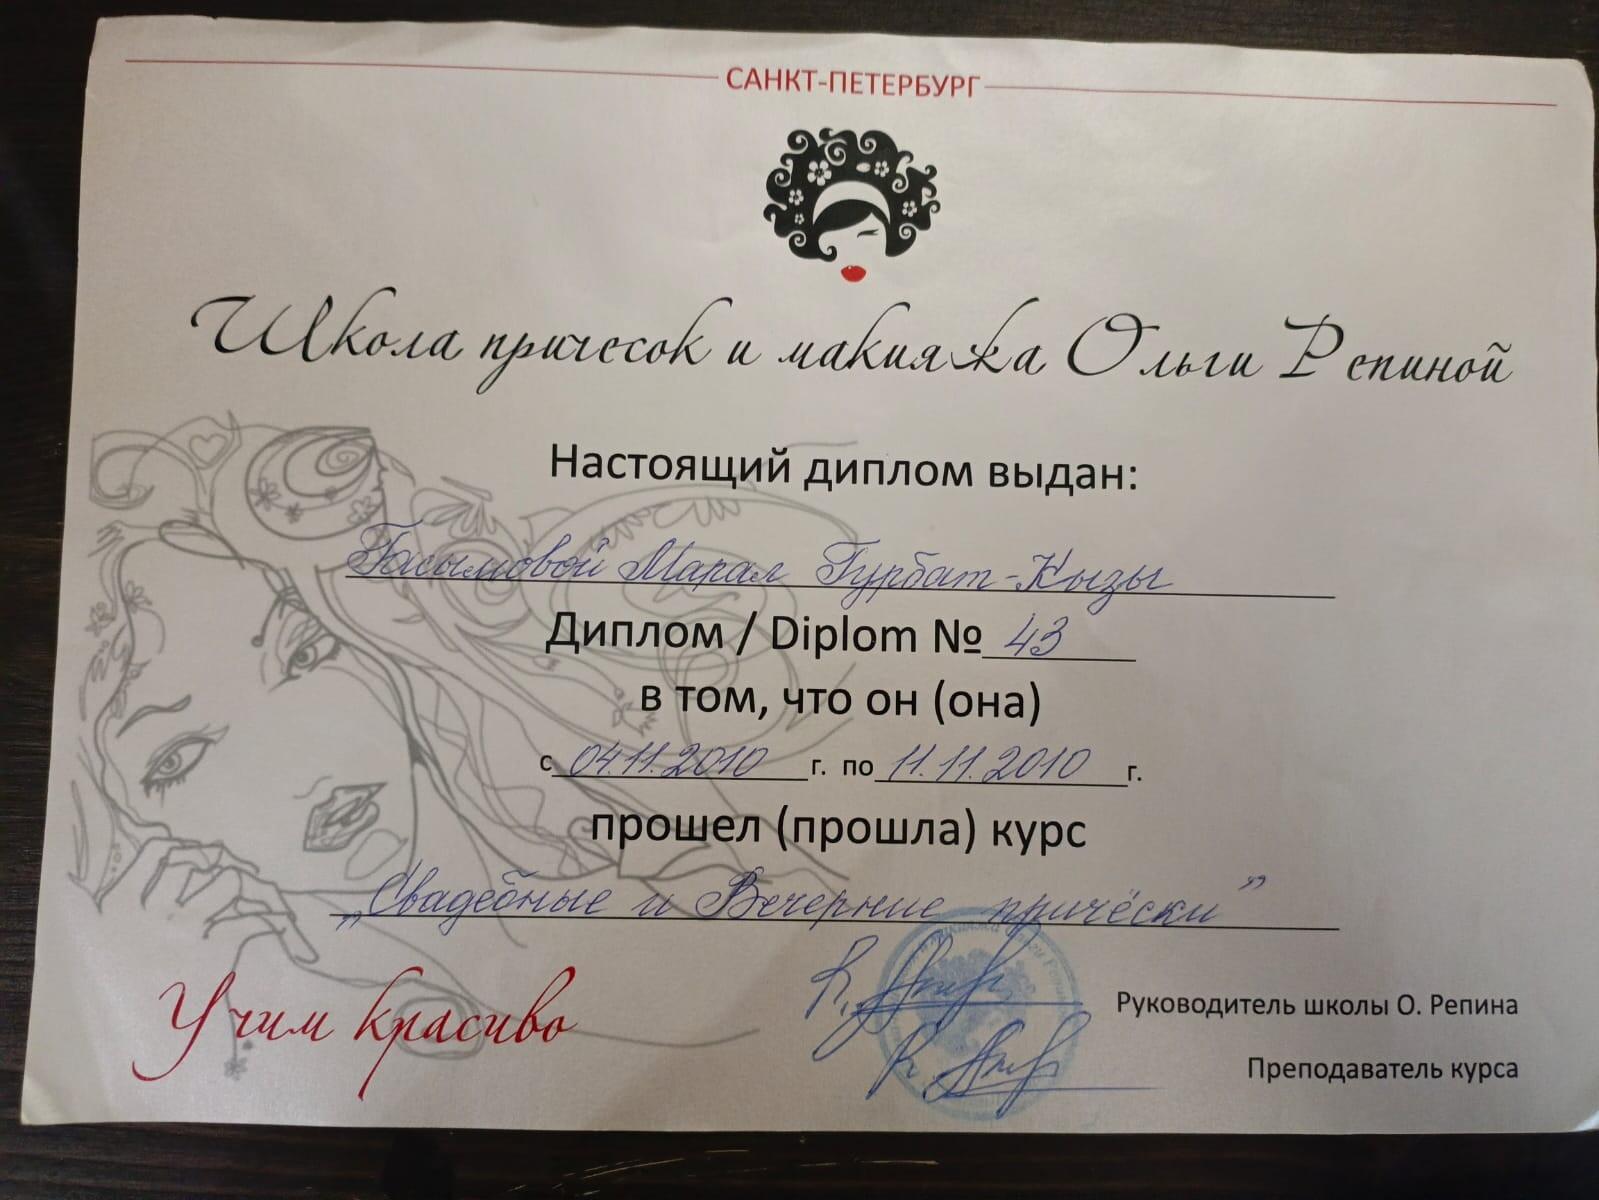 САНКТ-ПЕТЕРБУРГ
Школа причесок и макияжа Ольги Репиной
Настоящий диплом выдан:
Гасымовой Марал Гурбат-Кызы
Диплом / Diplom № 43
в том, что он (она)
с 04.11.2010 г. по 11.11.2010 г.
прошел (прошла) курс
„Свадебные и Вечерние причёски”
Учим красиво
Руководитель школы О. Репина
Преподаватель курса